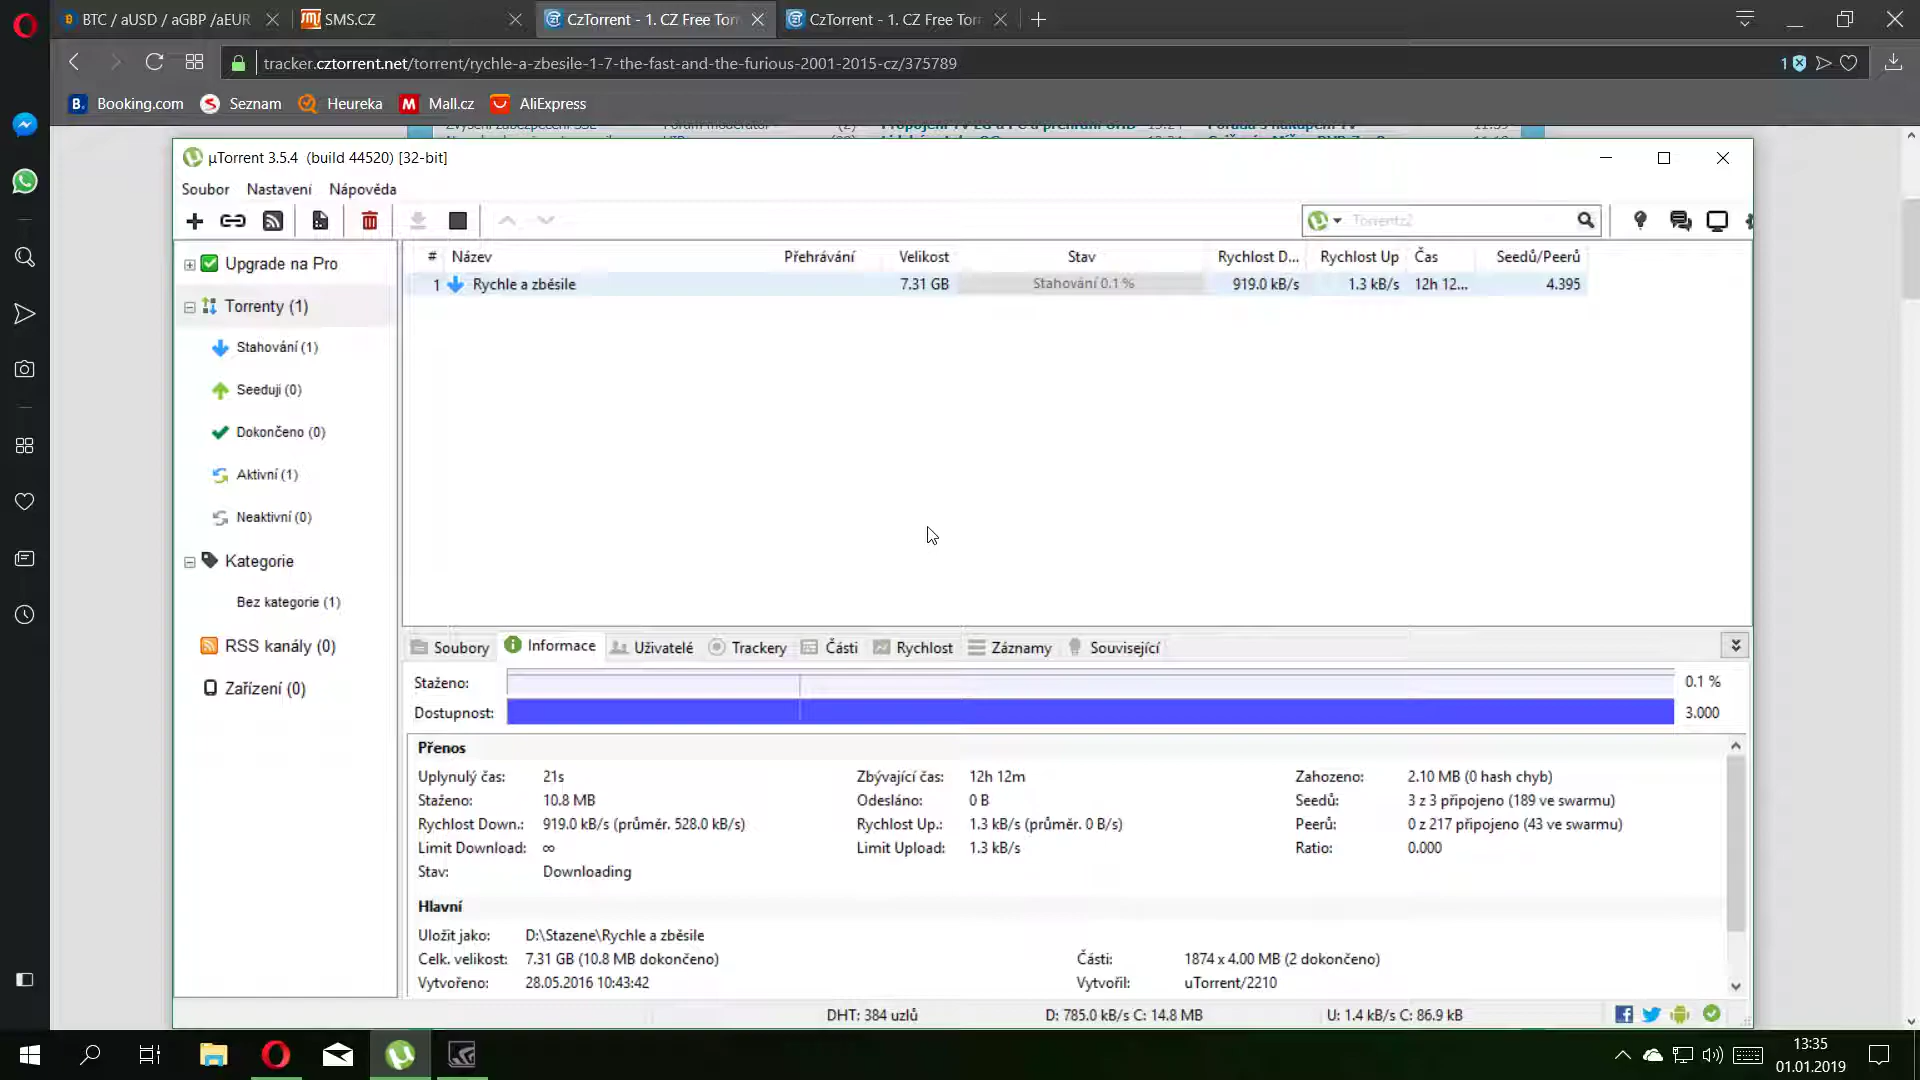 BTC / aUSD / aGBP /aEUR
SMS.CZ
CzTorrent - 1. CZ Free Torr
CzTorrent - 1. CZ Free Torr
tracker.cztorrent.net/torrent/rychle-a-zbesile-1-7-the-fast-and-the-furious-2001-2015-cz/375789
1
B. Booking.com
S Seznam
Heureka
M Mall.cz
AliExpress
µTorrent 3.5.4 (build 44520) [32-bit]
Soubor Nastavení Nápověda
Torrentz2
Upgrade na Pro
Torrenty (1)
Stahování (1)
Seeduji (0)
Dokončeno (0)
Aktivní (1)
Neaktivní (0)
Kategorie
Bez kategorie (1)
RSS kanály (0)
Zařízení (0)
# Název Přehrávání Velikost Stav Rychlost D... Rychlost Up Čas Seedů/Peerů
1 Rychle a zběsile 7.31 GB Stahování 0.1 % 919.0 kB/s 1.3 kB/s 12h 12... 4.395
Soubory Informace Uživatelé Trackery Části Rychlost Záznamy Související
Staženo: 0.1 %
Dostupnost: 3.000
Přenos
Uplynulý čas: 21s Zbývající čas: 12h 12m Zahozeno: 2.10 MB (0 hash chyb)
Staženo: 10.8 MB Odesláno: 0 B Seedů: 3 z 3 připojeno (189 ve swarmu)
Rychlost Down.: 919.0 kB/s (průměr. 528.0 kB/s) Rychlost Up.: 1.3 kB/s (průměr. 0 B/s) Peerů: 0 z 217 připojeno (43 ve swarmu)
Limit Download: ∞ Limit Upload: 1.3 kB/s Ratio: 0.000
Stav: Downloading
Hlavní
Uložit jako: D:\Stazene\Rychle a zběsile
Celk. velikost: 7.31 GB (10.8 MB dokončeno) Části: 1874 x 4.00 MB (2 dokončeno)
Vytvořeno: 28.05.2016 10:43:42 Vytvořil: uTorrent/2210
DHT: 384 uzlů D: 785.0 kB/s C: 14.8 MB U: 1.4 kB/s C: 86.9 kB
13:35
01.01.2019